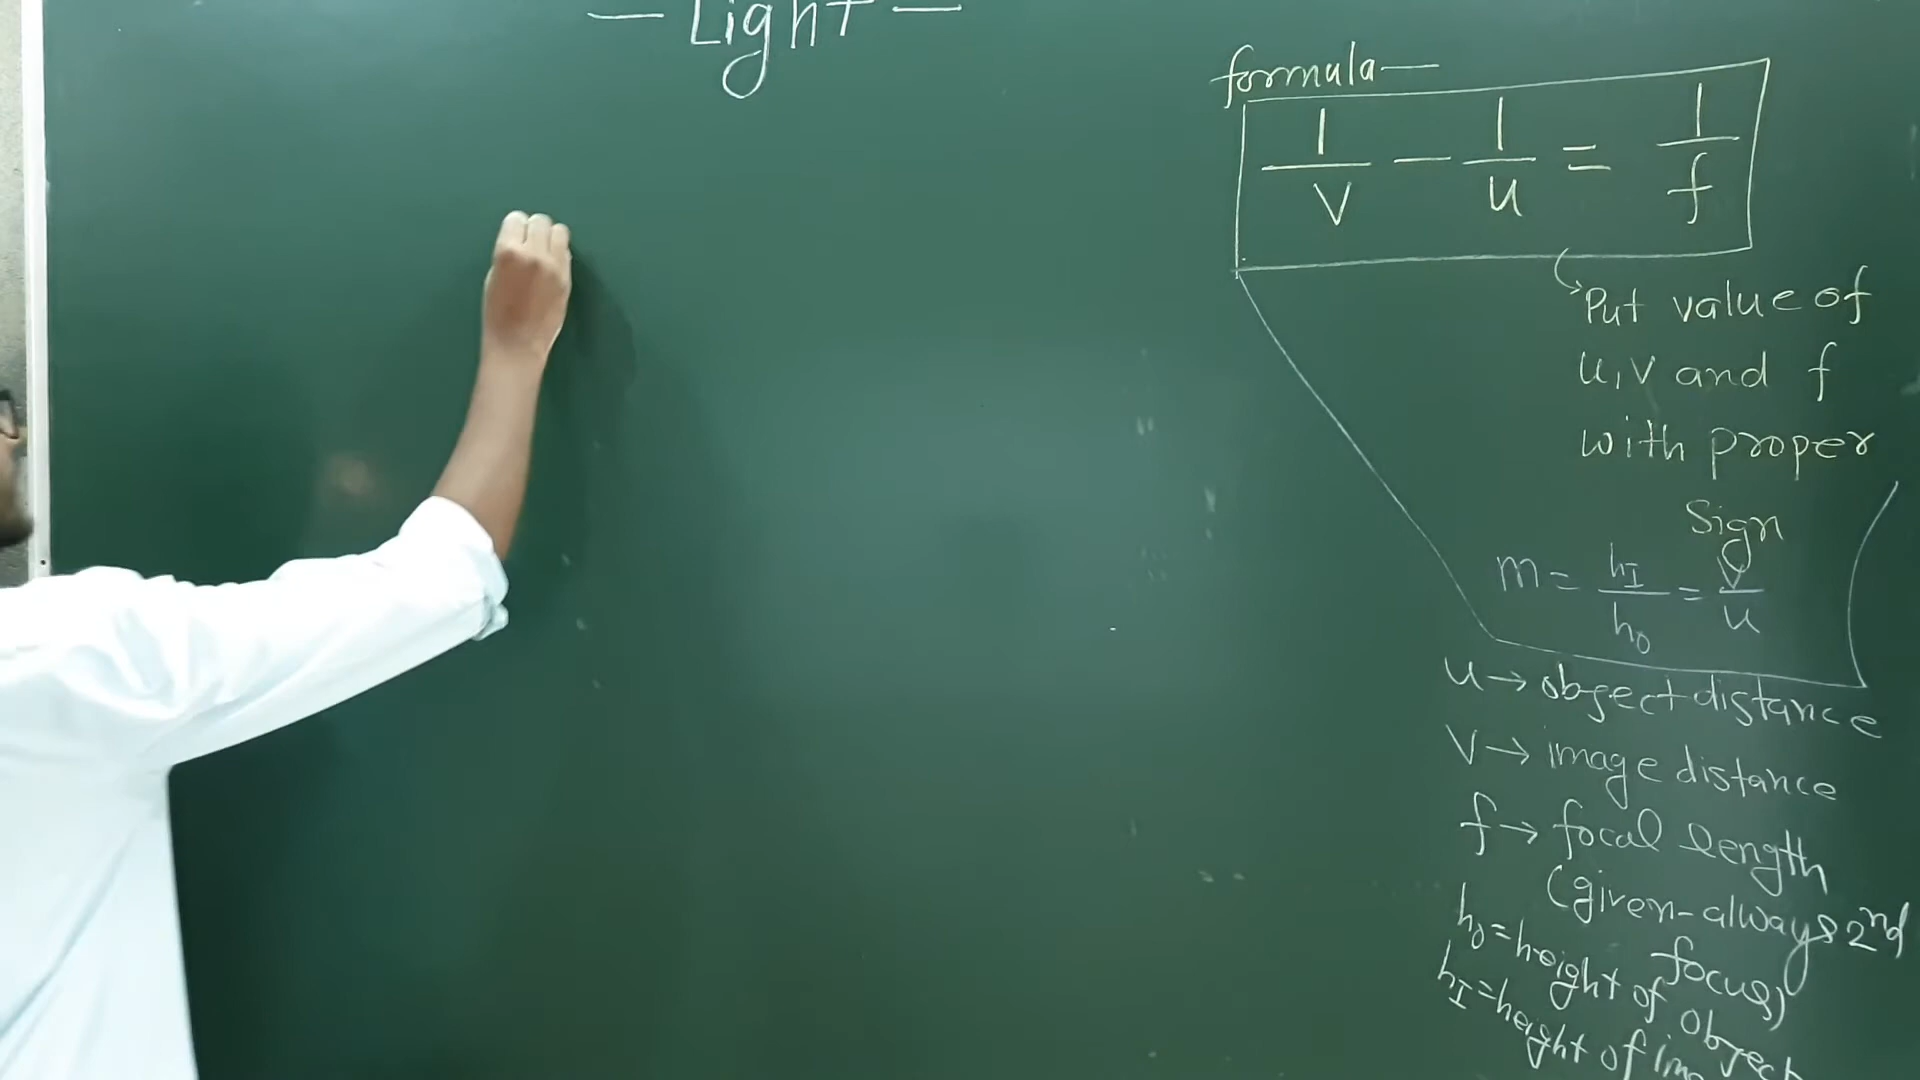 — Light —
formula—
1/v — 1/u = 1/f
Put value of
u, v and f
with proper
Sign
m = hI/ho = v/u
u → object distance
v → image distance
f → focal length
(given-always 2nd
focus)
ho = height of object
hI = height of